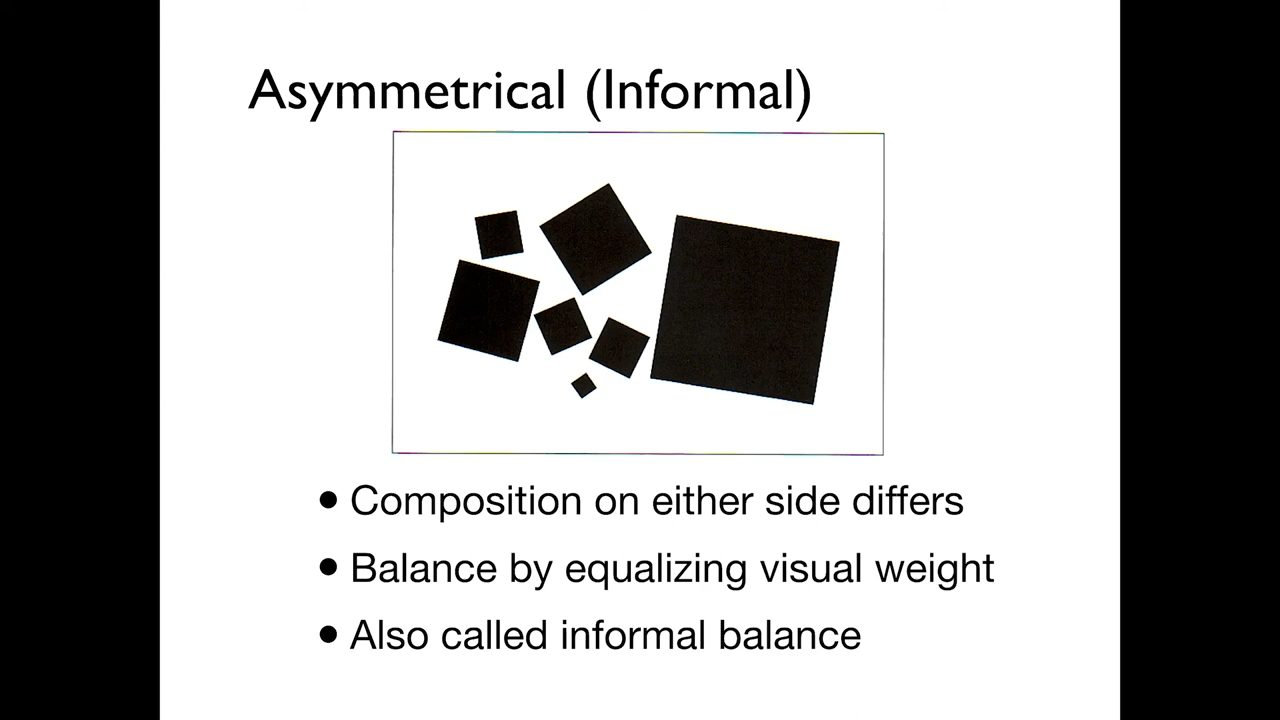 Asymmetrical (Informal)
• Composition on either side differs
• Balance by equalizing visual weight
• Also called informal balance